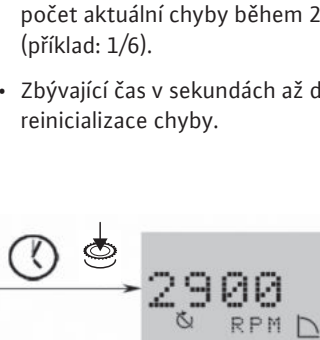 počet aktuální chyby během 2
(příklad: 1/6).
• Zbývající čas v sekundách až d
reinicializace chyby.
2900
RPM